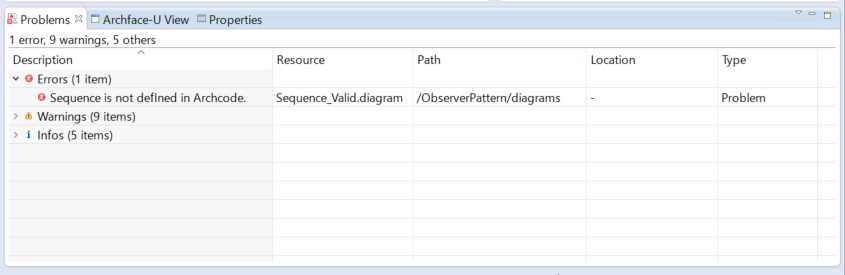 Problems Archface-U View Properties
1 error, 9 warnings, 5 others
Description Resource Path Location Type
Errors (1 item)
Sequence is not defined in Archcode. Sequence_Valid.diagram /ObserverPattern/diagrams - Problem
Warnings (9 items)
Infos (5 items)